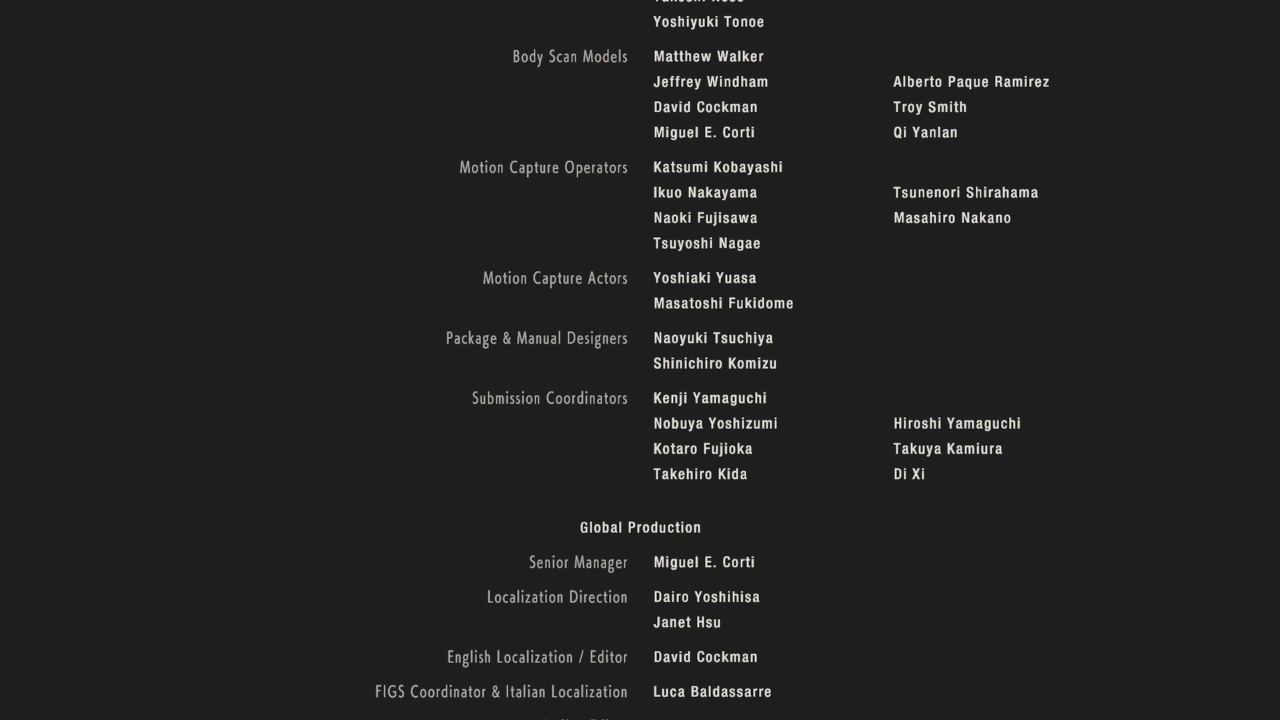 Yoshiyuki Tonoe
Body Scan Models Matthew Walker
Jeffrey Windham Alberto Paque Ramirez
David Cockman Troy Smith
Miguel E. Corti Qi Yanlan
Motion Capture Operators Katsumi Kobayashi
Ikuo Nakayama Tsunenori Shirahama
Naoki Fujisawa Masahiro Nakano
Tsuyoshi Nagae
Motion Capture Actors Yoshiaki Yuasa
Masatoshi Fukidome
Package & Manual Designers Naoyuki Tsuchiya
Shinichiro Komizu
Submission Coordinators Kenji Yamaguchi
Nobuya Yoshizumi Hiroshi Yamaguchi
Kotaro Fujioka Takuya Kamiura
Takehiro Kida Di Xi
Global Production
Senior Manager Miguel E. Corti
Localization Direction Dairo Yoshihisa
Janet Hsu
English Localization / Editor David Cockman
FIGS Coordinator & Italian Localization Luca Baldassarre